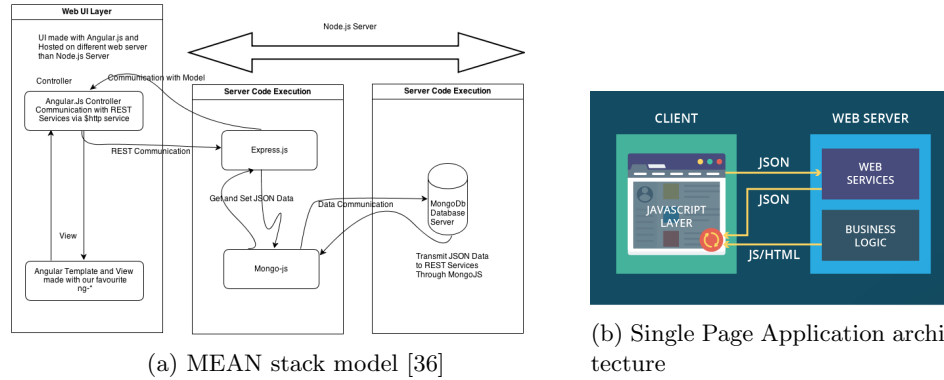 Web UI Layer
UI made with Angular.js and
Hosted on different web server
than Node.js Server
Controller
Angular.Js Controller
Communication with REST
Services via $http service
View
Angular Template and View
made with our favourite
ng-*
Node.js Server
Communication with Model
REST Communication
Server Code Execution
Express.js
Get and Set JSON Data
Mongo-js
Data Communication
Server Code Execution
MongoDb
Database
Server
Transmit JSON Data
to REST Services
Through MongoJS
(a) MEAN stack model [36]
CLIENT
WEB SERVER
JAVASCRIPT
LAYER
JSON
JSON
JS/HTML
WEB
SERVICES
BUSINESS
LOGIC
(b) Single Page Application archi
tecture